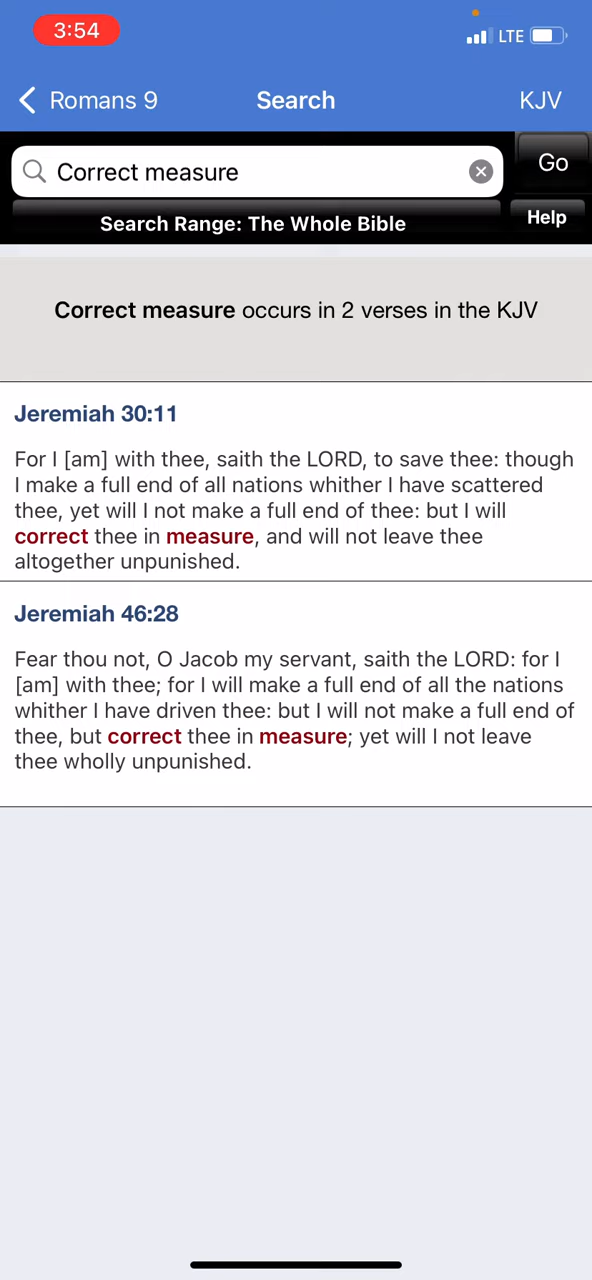 3:54
LTE
Romans 9
Search
KJV
Correct measure
Go
Search Range: The Whole Bible
Help
Correct measure occurs in 2 verses in the KJV
Jeremiah 30:11
For I [am] with thee, saith the LORD, to save thee: though
I make a full end of all nations whither I have scattered
thee, yet will I not make a full end of thee: but I will
correct thee in measure, and will not leave thee
altogether unpunished.
Jeremiah 46:28
Fear thou not, O Jacob my servant, saith the LORD: for I
[am] with thee; for I will make a full end of all the nations
whither I have driven thee: but I will not make a full end of
thee, but correct thee in measure; yet will I not leave
thee wholly unpunished.